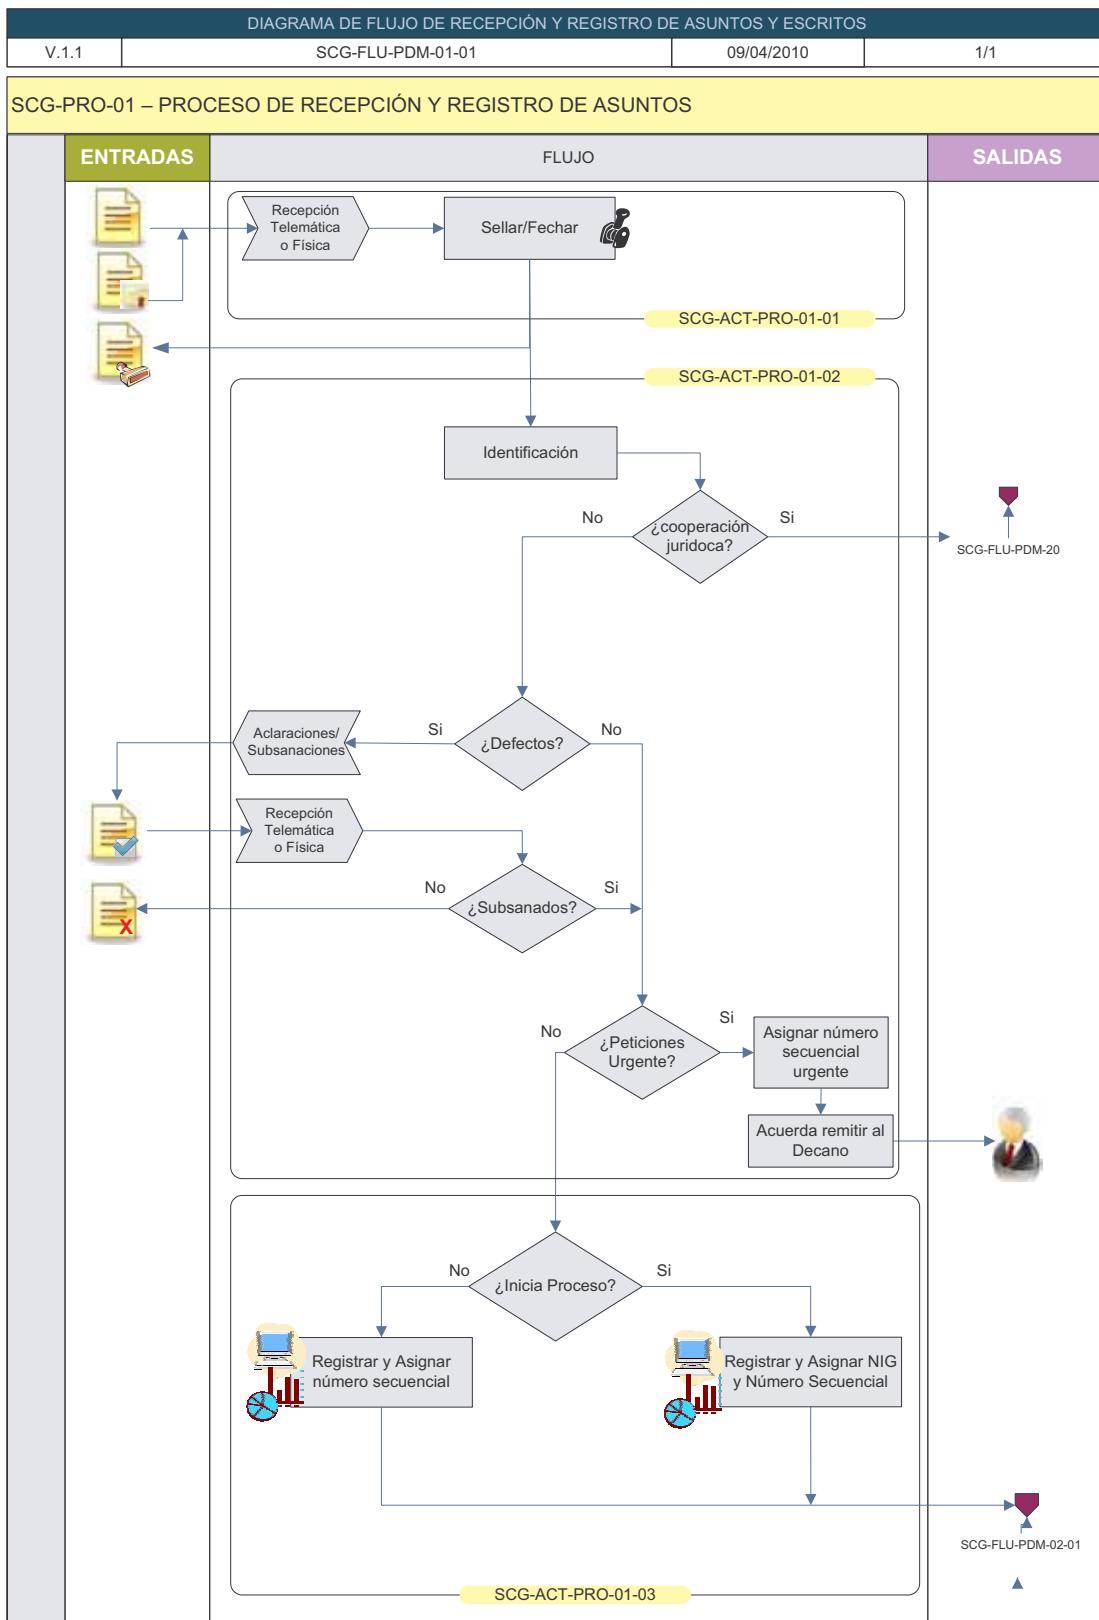 DIAGRAMA DE FLUJO DE RECEPCIÓN Y REGISTRO DE ASUNTOS Y ESCRITOS
V.1.1
SCG-FLU-PDM-01-01
09/04/2010
1/1
SCG-PRO-01 – PROCESO DE RECEPCIÓN Y REGISTRO DE ASUNTOS
ENTRADAS
FLUJO
SALIDAS
Recepción
Telemática
o Física
Sellar/Fechar
SCG-ACT-PRO-01-01
SCG-ACT-PRO-01-02
Identificación
No
¿cooperación
juridoca?
Si
SCG-FLU-PDM-20
Aclaraciones/
Subsanaciones
Si
¿Defectos?
No
Recepción
Telemática
o Física
No
¿Subsanados?
Si
No
¿Peticiones
Urgente?
Si
Asignar número
secuencial
urgente
Acuerda remitir al
Decano
No
¿Inicia Proceso?
Si
Registrar y Asignar
número secuencial
Registrar y Asignar NIG
y Número Secuencial
SCG-FLU-PDM-02-01
SCG-ACT-PRO-01-03